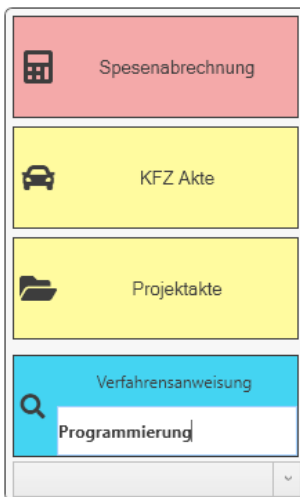 Spesenabrechnung
KFZ Akte
Projektakte
Verfahrensanweisung
Programmierung